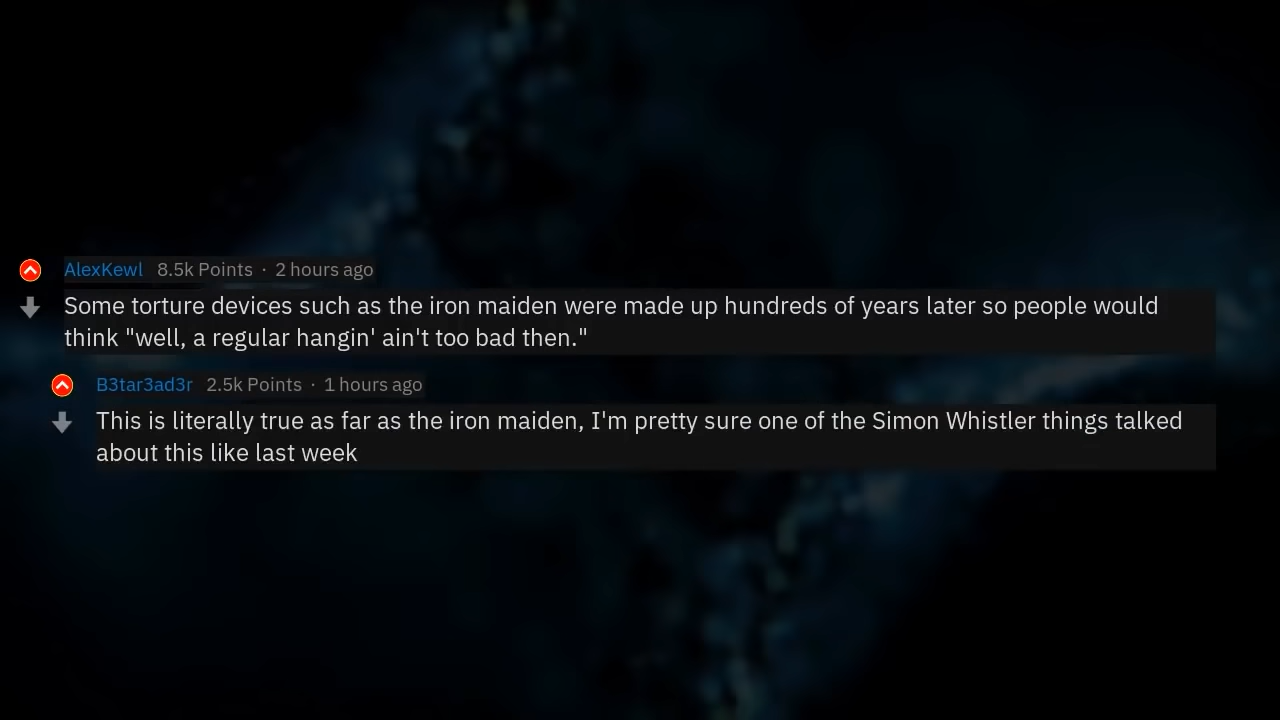 AlexKewl 8.5k Points · 2 hours ago
Some torture devices such as the iron maiden were made up hundreds of years later so people would
think "well, a regular hangin' ain't too bad then."
B3tar3ad3r 2.5k Points · 1 hours ago
This is literally true as far as the iron maiden, I'm pretty sure one of the Simon Whistler things talked
about this like last week